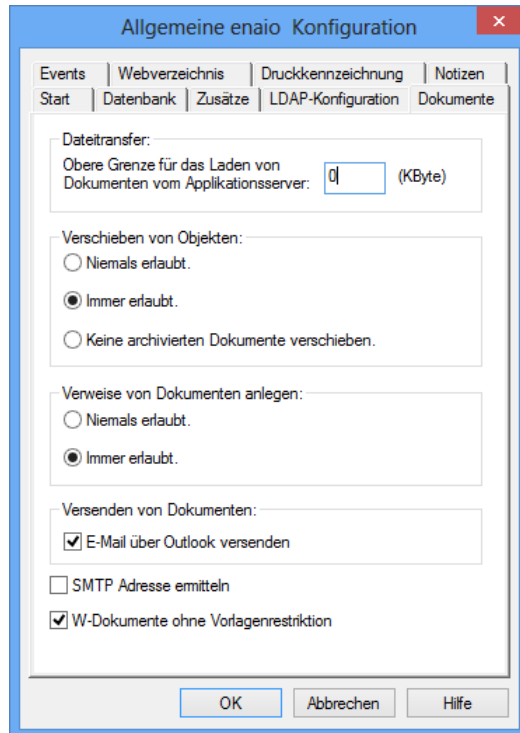 Allgemeine enaio Konfiguration
Events Webverzeichnis Druckkennzeichnung Notizen
Start Datenbank Zusätze LDAP-Konfiguration Dokumente
Dateitransfer:
Obere Grenze für das Laden von
Dokumenten vom Applikationsserver: 0 (KByte)
Verschieben von Objekten:
Niemals erlaubt.
Immer erlaubt.
Keine archivierten Dokumente verschieben.
Verweise von Dokumenten anlegen:
Niemals erlaubt.
Immer erlaubt.
Versenden von Dokumenten:
E-Mail über Outlook versenden
SMTP Adresse ermitteln
W-Dokumente ohne Vorlagenrestriktion
OK Abbrechen Hilfe